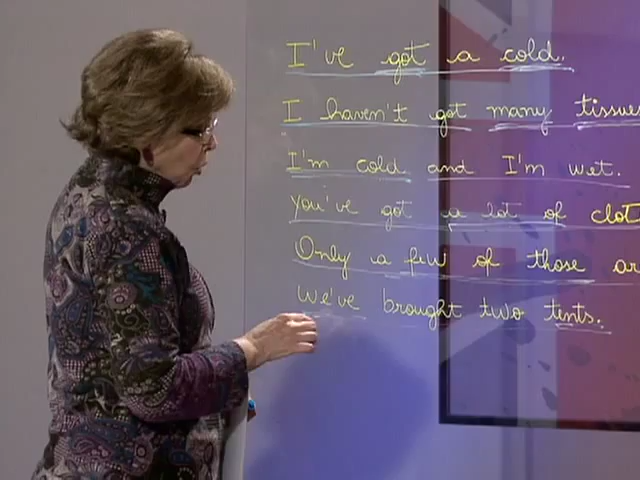 I've got a cold.
I haven't got many tissues
I'm cold and I'm wet.
You've got a lot of clot
Only a few of those ar
We've brought two tents.